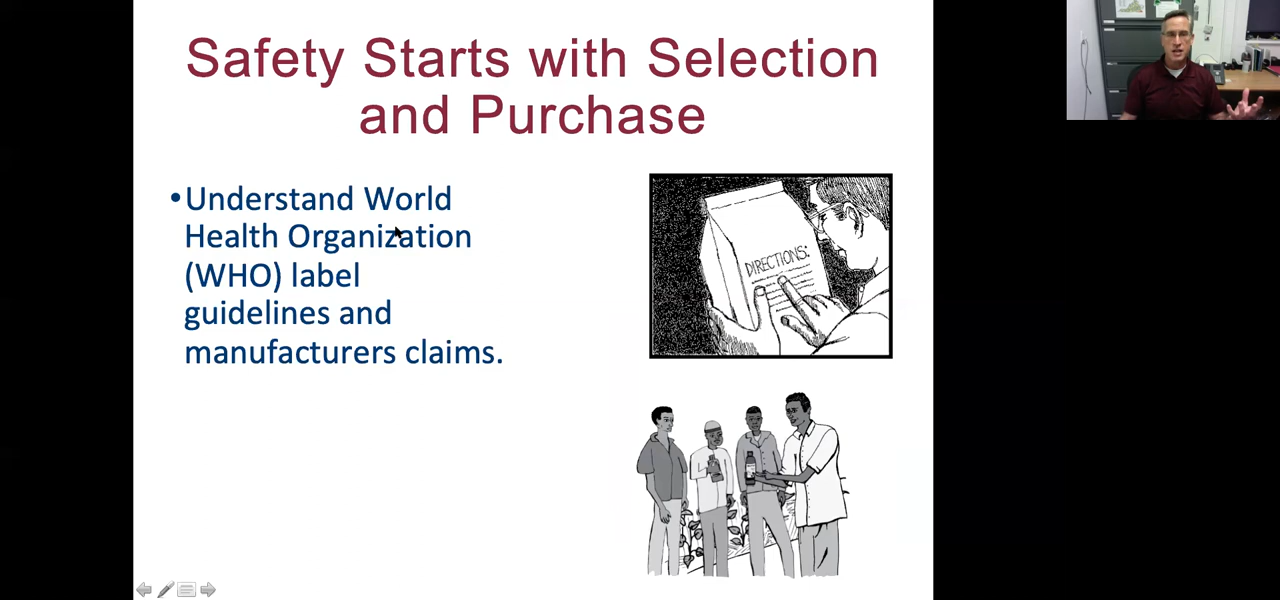 Safety Starts with Selection
and Purchase
•Understand World
Health Organization
(WHO) label
guidelines and
manufacturers claims.
DIRECTIONS: